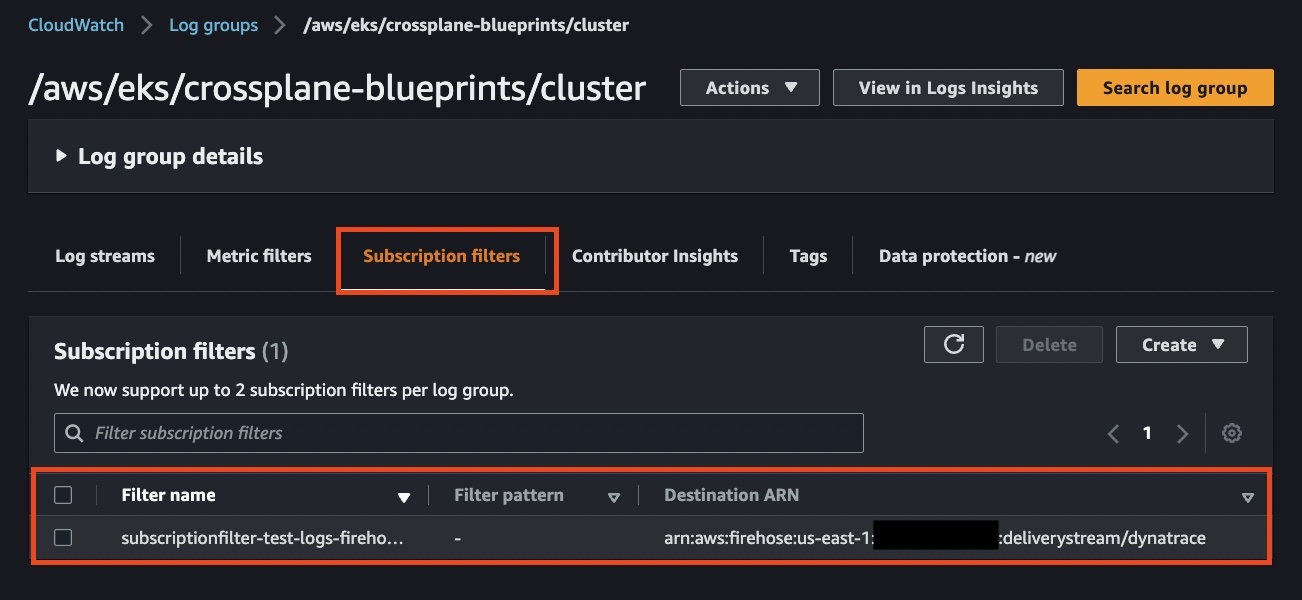 CloudWatch > Log groups > /aws/eks/crossplane-blueprints/cluster
/aws/eks/crossplane-blueprints/cluster Actions View in Logs Insights Search log group
Log group details
Log streams Metric filters Subscription filters Contributor Insights Tags Data protection - new
Subscription filters (1) Delete Create
We now support up to 2 subscription filters per log group.
Filter subscription filters 1
Filter name Filter pattern Destination ARN
subscriptionfilter-test-logs-fireho... - arn:aws:firehose:us-east-1: :deliverystream/dynatrace